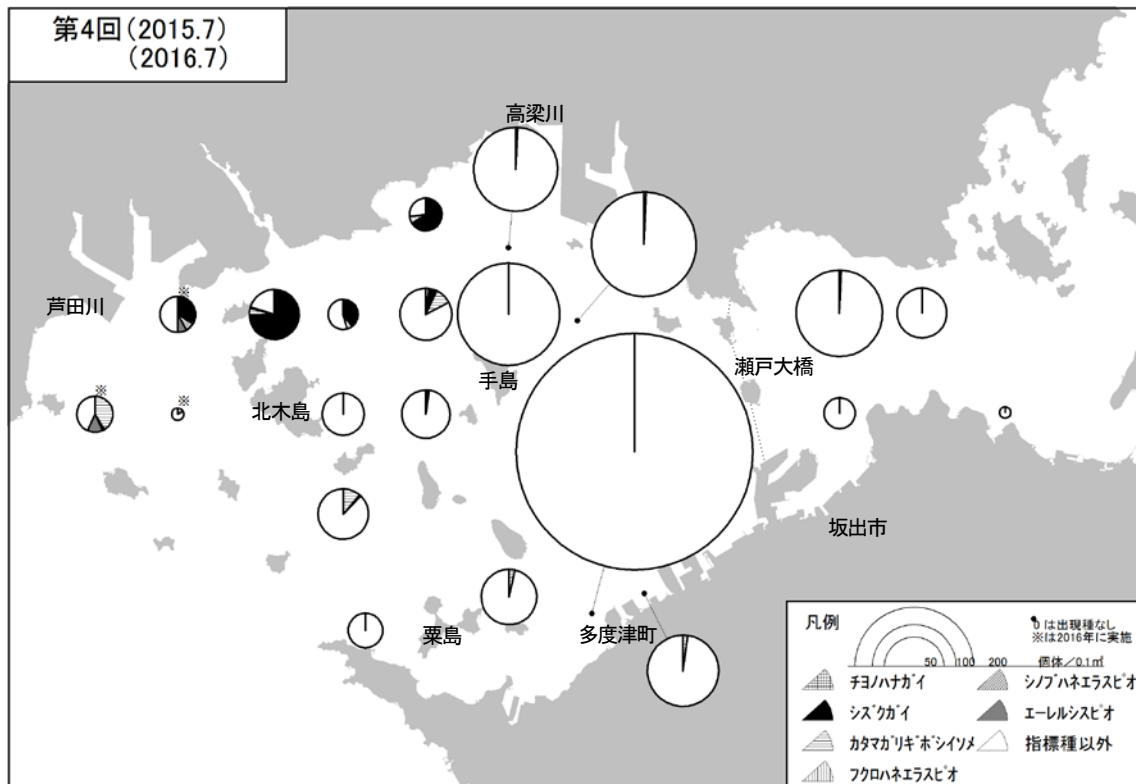 第4回(2015.7)
(2016.7)
高梁川
芦田川
※
※
※
北木島
手島
瀬戸大橋
坂出市
粟島
多度津町
凡例
0 は出現種なし
※は2016年に実施
50 100 200 個体/0.1㎡
チヨノハナガイ
シノブハネエラスピオ
シズクガイ
エーレルシスピオ
カタマガリギボシイソメ
指標種以外
フクロハネエラスピオ